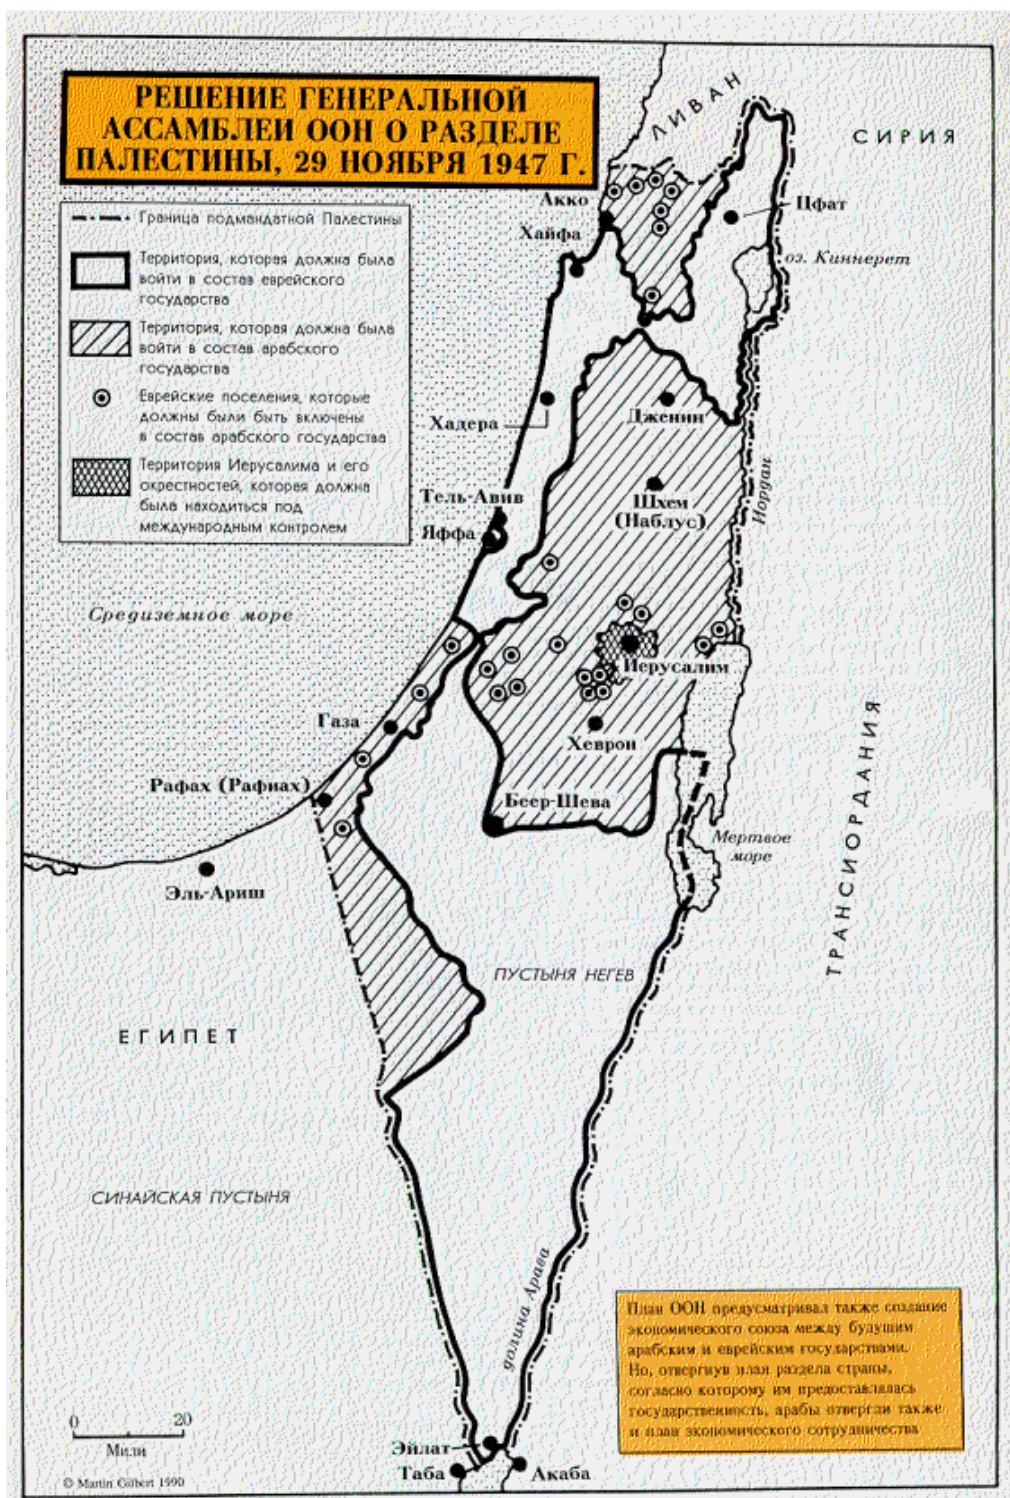 РЕШЕНИЕ ГЕНЕРАЛЬНОЙ
АССАМБЛЕИ ООН О РАЗДЕЛЕ
ПАЛЕСТИНЫ, 29 НОЯБРЯ 1947 Г.
Граница подмандатной Палестины
Территория, которая должна была
войти в состав еврейского
государства
Территория, которая должна была
войти в состав арабского
государства
Еврейские поселения, которые
должны были быть включены
в состав арабского государства
Территория Иерусалима и его
окрестностей, которая должна
была находиться под
международным контролем
ЛИВАН
СИРИЯ
Акко
Цфат
Хайфа
оз. Киннерет
Хадера
Дженин
Тель-Авив
Шхем
(Наблус)
Иордан
Яффа
Средиземное море
Иерусалим
Газа
Хеврон
Рафах (Рафиах)
Беер-Шева
Мертвое
море
ТРАНСИОРДАНИЯ
Эль-Ариш
ПУСТЫНЯ НЕГЕВ
ЕГИПЕТ
СИНАЙСКАЯ ПУСТЫНЯ
долина Арава
План ООН предусматривал также создание
экономического союза между будущим
арабским и еврейским государствами.
Но, отвергнув план раздела страны,
согласно которому им предоставлялась
государственность, арабы отвергли также
и план экономического сотрудничества
0 20
Мили
Эйлат
Таба
Акаба
© Martin Gilbert 1990